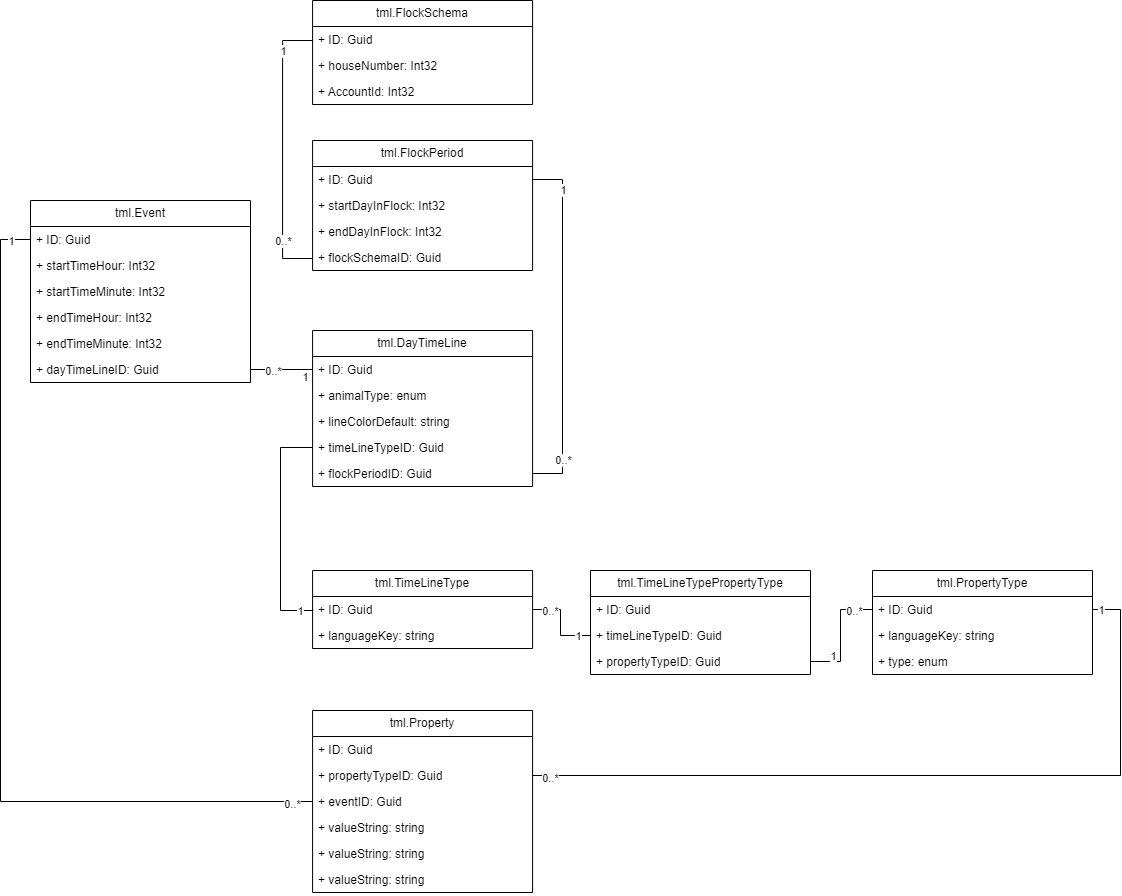 tml.FlockSchema
+ ID: Guid
+ houseNumber: Int32
+ AccountId: Int32
1
0..*
tml.FlockPeriod
+ ID: Guid
+ startDayInFlock: Int32
+ endDayInFlock: Int32
+ flockSchemaID: Guid
1
0..*
tml.Event
+ ID: Guid
+ startTimeHour: Int32
+ startTimeMinute: Int32
+ endTimeHour: Int32
+ endTimeMinute: Int32
+ dayTimeLineID: Guid
1
0..*
1
tml.DayTimeLine
+ ID: Guid
+ animalType: enum
+ lineColorDefault: string
+ timeLineTypeID: Guid
+ flockPeriodID: Guid
1
tml.TimeLineType
+ ID: Guid
+ languageKey: string
0..*
1
tml.TimeLineTypePropertyType
+ ID: Guid
+ timeLineTypeID: Guid
+ propertyTypeID: Guid
1
0..*
tml.PropertyType
+ ID: Guid
+ languageKey: string
+ type: enum
1
tml.Property
+ ID: Guid
+ propertyTypeID: Guid
+ eventID: Guid
+ valueString: string
+ valueString: string
+ valueString: string
0..*
0..*